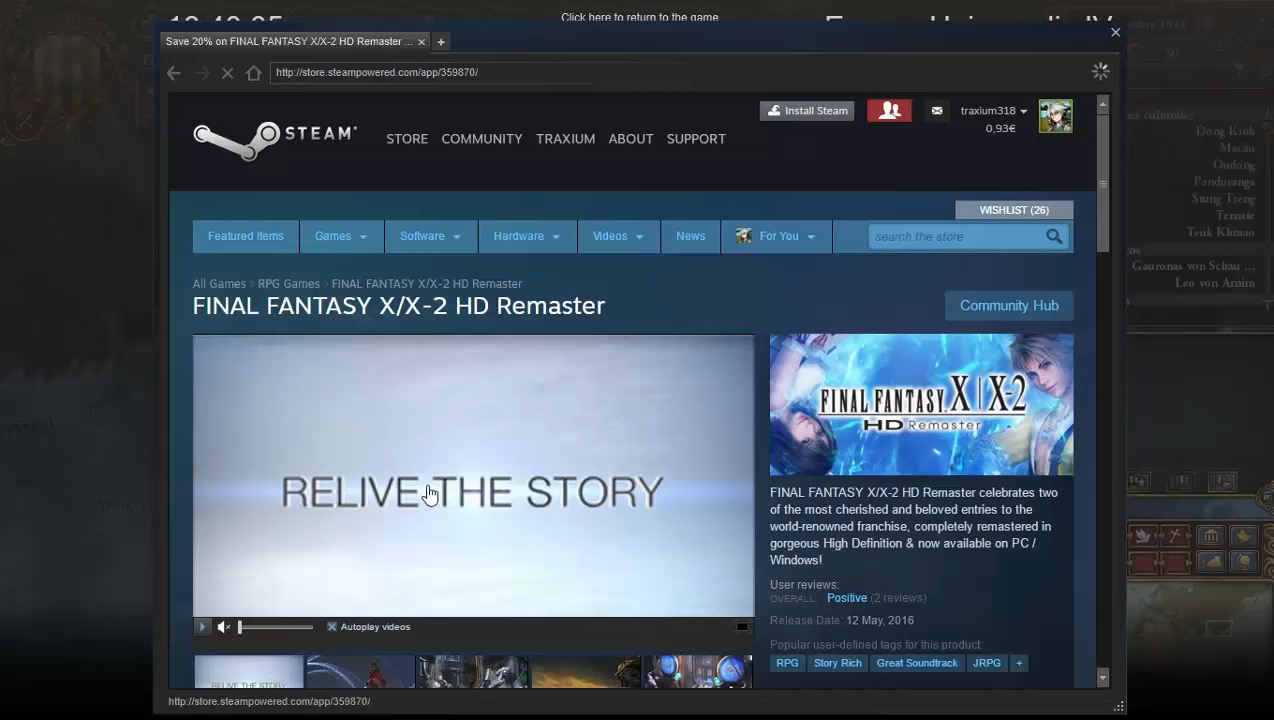 Click here to return to the game
Save 20% on FINAL FANTASY X/X-2 HD Remaster ...
http://store.steampowered.com/app/359870/
STEAM
STORE COMMUNITY TRAXIUM ABOUT SUPPORT
Install Steam
traxium318
0,93€
WISHLIST (26)
Featured Items Games Software Hardware Videos News For You search the store
All Games > RPG Games > FINAL FANTASY X/X-2 HD Remaster
FINAL FANTASY X/X-2 HD Remaster
Community Hub
RELIVE THE STORY
Autoplay videos
FINAL FANTASY X|X-2
HD Remaster
FINAL FANTASY X/X-2 HD Remaster celebrates two
of the most cherished and beloved entries to the
world-renowned franchise, completely remastered in
gorgeous High Definition & now available on PC /
Windows!
User reviews:
OVERALL: Positive (2 reviews)
Release Date: 12 May, 2016
Popular user-defined tags for this product:
RPG Story Rich Great Soundtrack JRPG +
RELIVE THE STORY
http://store.steampowered.com/app/359870/
Dong Kinh
Macau
Oudong
Panduranga
Stung Treng
Ternate
Teuk Khmao
Gauronas von Schau ...
Leo von Arnim